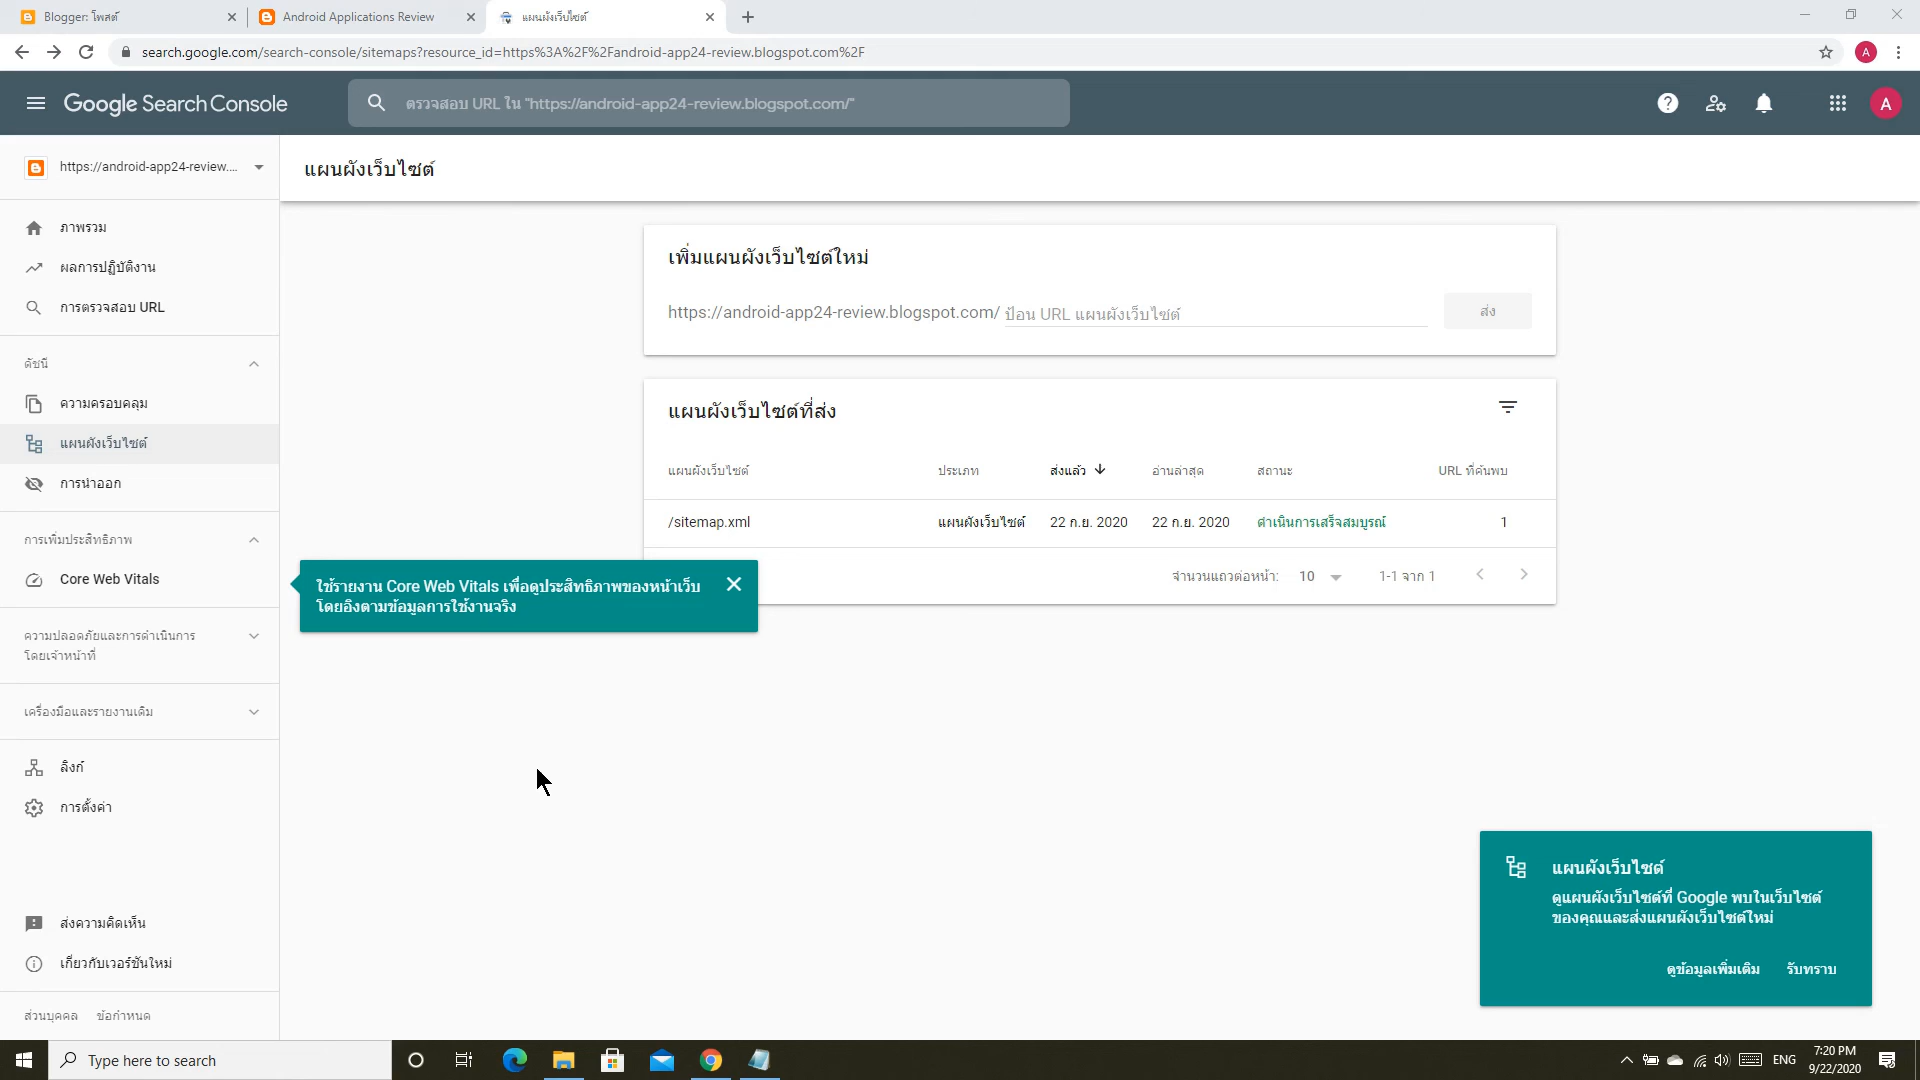 Blogger: โพสต์
Android Applications Review
แผนผังเว็บไซต์
search.google.com/search-console/sitemaps?resource_id=https%3A%2F%2Fandroid-app24-review.blogspot.com%2F
A
Google Search Console
ตรวจสอบ URL ใน "https://android-app24-review.blogspot.com/"
A
https://android-app24-review....
แผนผังเว็บไซต์
ภาพรวม
ผลการปฏิบัติงาน
การตรวจสอบ URL
ดัชนี
ความครอบคลุม
แผนผังเว็บไซต์
การนำออก
การเพิ่มประสิทธิภาพ
Core Web Vitals
ความปลอดภัยและการดำเนินการ
โดยเจ้าหน้าที่
เครื่องมือและรายงานเดิม
ลิงก์
การตั้งค่า
ส่งความคิดเห็น
เกี่ยวกับเวอร์ชันใหม่
ส่วนบุคคล ข้อกำหนด
เพิ่มแผนผังเว็บไซต์ใหม่
https://android-app24-review.blogspot.com/ ป้อน URL แผนผังเว็บไซต์
ส่ง
แผนผังเว็บไซต์ที่ส่ง
แผนผังเว็บไซต์ ประเภท ส่งแล้ว อ่านล่าสุด สถานะ URL ที่ค้นพบ
/sitemap.xml แผนผังเว็บไซต์ 22 ก.ย. 2020 22 ก.ย. 2020 ดำเนินการเสร็จสมบูรณ์ 1
จำนวนแถวต่อหน้า: 10 1-1 จาก 1
ใช้รายงาน Core Web Vitals เพื่อดูประสิทธิภาพของหน้าเว็บ
โดยอิงตามข้อมูลการใช้งานจริง
แผนผังเว็บไซต์
ดูแผนผังเว็บไซต์ที่ Google พบในเว็บไซต์
ของคุณและส่งแผนผังเว็บไซต์ใหม่
ดูข้อมูลเพิ่มเติม รับทราบ
Type here to search
ENG
7:20 PM
9/22/2020